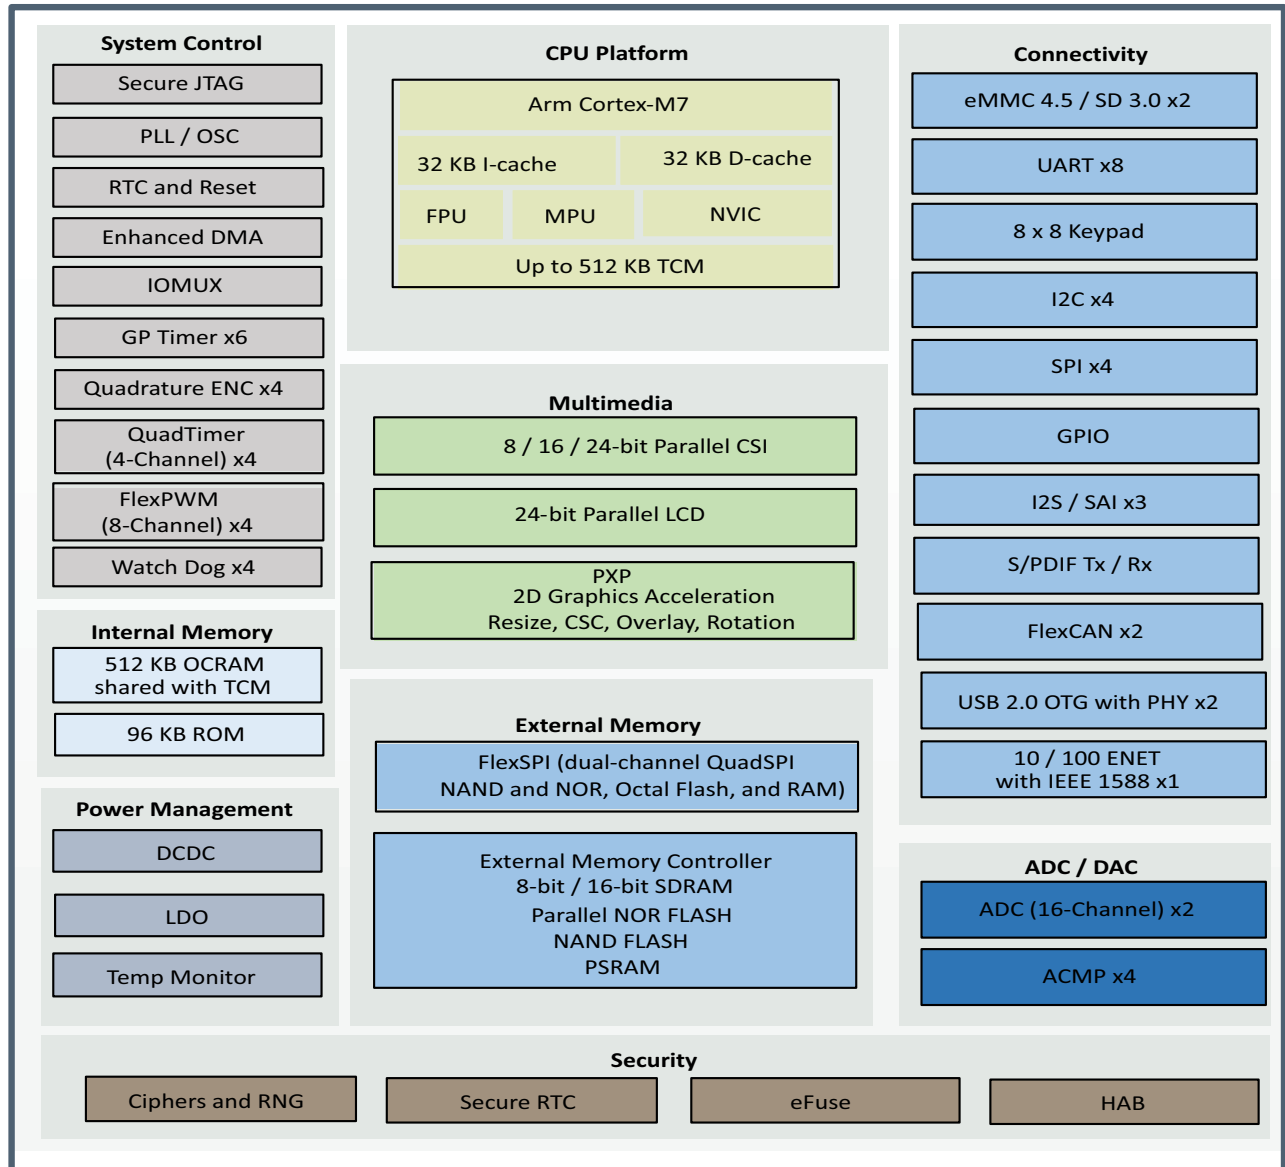 System Control
Secure JTAG
PLL / OSC
RTC and Reset
Enhanced DMA
IOMUX
GP Timer x6
Quadrature ENC x4
QuadTimer
(4-Channel) x4
FlexPWM
(8-Channel) x4
Watch Dog x4
Internal Memory
512 KB OCRAM
shared with TCM
96 KB ROM
Power Management
DCDC
LDO
Temp Monitor
CPU Platform
Arm Cortex-M7
32 KB I-cache
32 KB D-cache
FPU
MPU
NVIC
Up to 512 KB TCM
Multimedia
8 / 16 / 24-bit Parallel CSI
24-bit Parallel LCD
PXP
2D Graphics Acceleration
Resize, CSC, Overlay, Rotation
External Memory
FlexSPI (dual-channel QuadSPI
NAND and NOR, Octal Flash, and RAM)
External Memory Controller
8-bit / 16-bit SDRAM
Parallel NOR FLASH
NAND FLASH
PSRAM
Connectivity
eMMC 4.5 / SD 3.0 x2
UART x8
8 x 8 Keypad
I2C x4
SPI x4
GPIO
I2S / SAI x3
S/PDIF Tx / Rx
FlexCAN x2
USB 2.0 OTG with PHY x2
10 / 100 ENET
with IEEE 1588 x1
ADC / DAC
ADC (16-Channel) x2
ACMP x4
Security
Ciphers and RNG
Secure RTC
eFuse
HAB